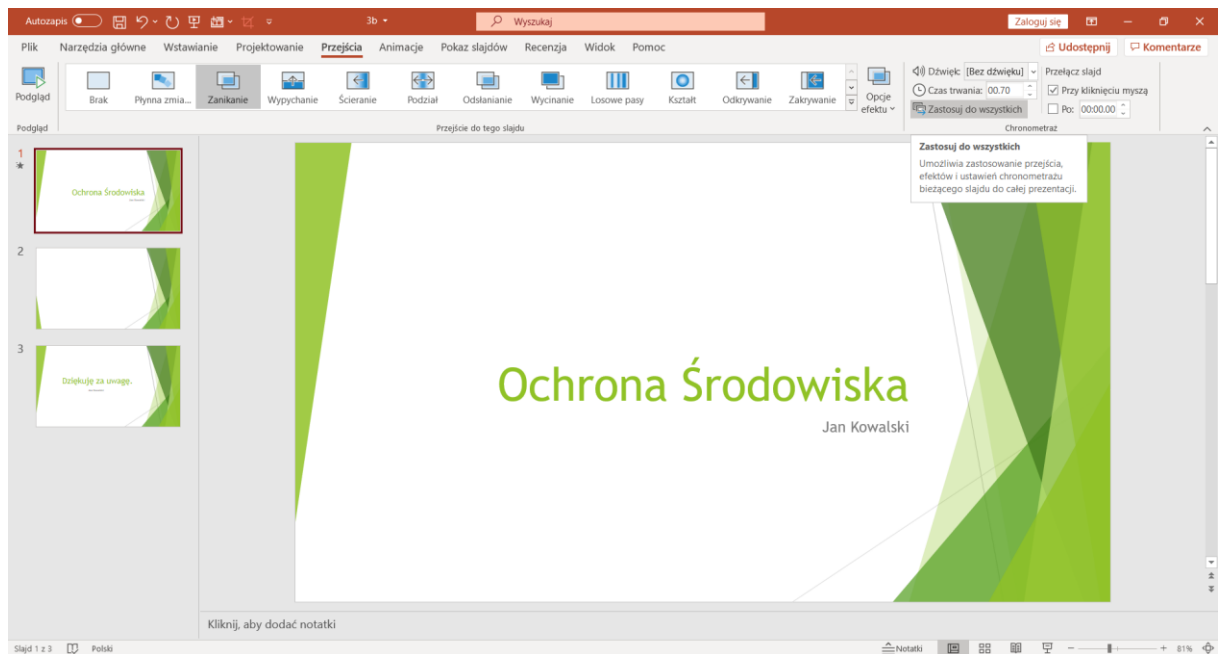 Autozapis
3b
Wyszukaj
Zaloguj się
Plik Narzędzia główne Wstawianie Projektowanie Przejścia Animacje Pokaz slajdów Recenzja Widok Pomoc
Udostępnij Komentarze
Podgląd
Brak Płynna zmia... Zanikanie Wypychanie Ścieranie Podział Odsłanianie Wycinanie Losowe pasy Kształt Odkrywanie Zakrywanie
Opcje
efektu
Dźwięk: [Bez dźwięku] Przełącz slajd
Czas trwania: 00.70 Przy kliknięciu myszą
Zastosuj do wszystkich Po: 00:00.00
Podgląd Przejście do tego slajdu Chronometraż
Zastosuj do wszystkich
Umożliwia zastosowanie przejścia,
efektów i ustawień chronometrażu
bieżącego slajdu do całej prezentacji.
1
Ochrona Środowiska
2
3
Dziękuję za uwagę.
Ochrona Środowiska
Jan Kowalski
Kliknij, aby dodać notatki
Slajd 1 z 3 Polski Notatki 81%